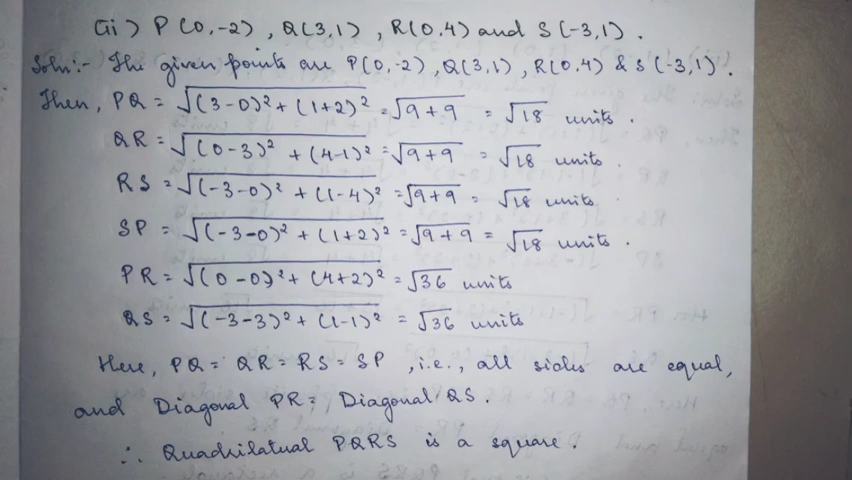 (ii) P(0,-2), Q(3,1), R(0,4) and S(-3,1).
Soln:- The given points are P(0,-2), Q(3,1), R(0,4) & S(-3,1).
Then, PQ = √(3-0)²+(1+2)² = √9+9 = √18 units.
QR = √(0-3)² + (4-1)² = √9+9 = √18 units.
RS = √(-3-0)² + (1-4)² = √9+9 = √18 units.
SP = √(-3-0)² + (1+2)² = √9+9 = √18 units.
PR = √(0-0)² + (4+2)² = √36 units
QS = √(-3-3)² + (1-1)² = √36 units
Here, PQ = QR = RS = SP, i.e., all sides are equal,
and Diagonal PR = Diagonal QS.
∴ Quadrilatual PQRS is a square.